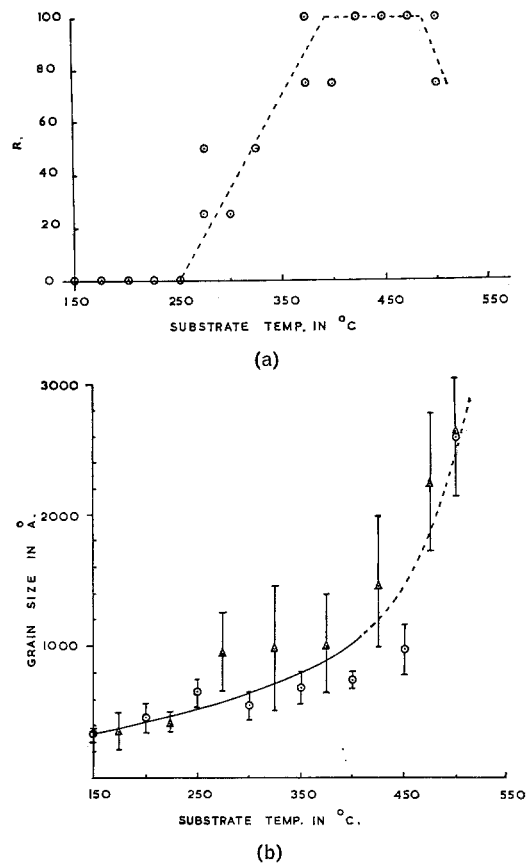 100
80
60
R.
40
20
0
150 250 350 450 550
SUBSTRATE TEMP. IN °C
(a)
3000
2000
GRAIN SIZE IN Å.
1000
150 250 350 450 550
SUBSTRATE TEMP. IN °C.
(b)